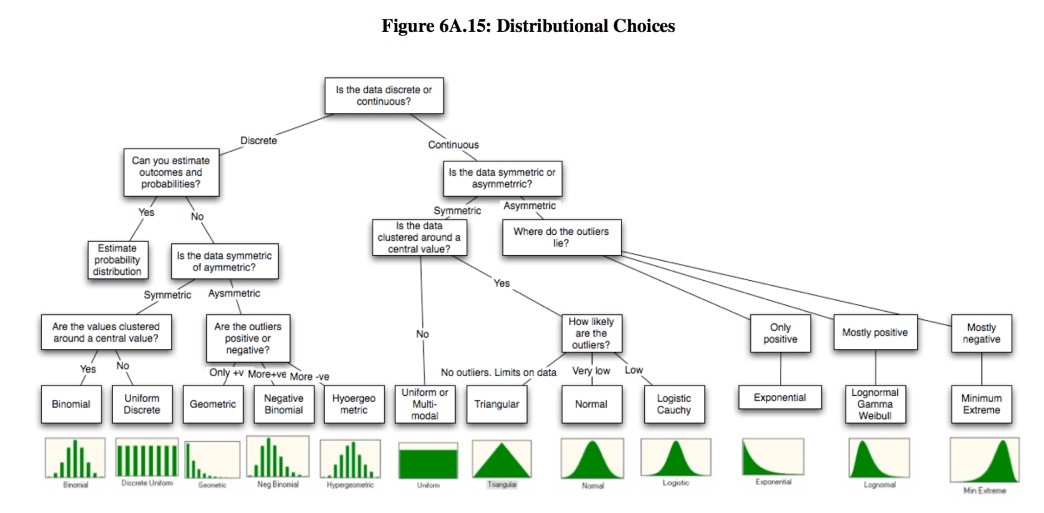 Figure 6A.15: Distributional Choices
Is the data discrete or
continuous?
Discrete
Continuous
Can you estimate
outcomes and
probabilities?
Is the data symmetric or
asymmetrric?
Yes
No
Symmetric
Asymmetric
Estimate
probability
distribution
Is the data symmetric
of aymmetric?
Is the data
clustered around a
central value?
Where do the outliers
lie?
Symmetric
Aysmmetric
Yes
No
Are the values clustered
around a central value?
Are the outliers
positive or
negative?
How likely
are the
outliers?
Only
positive
Mostly positive
Mostly
negative
Yes
No
Only +v
More+ve
More -ve
No outliers. Limits on data
Very low
Low
Binomial
Uniform
Discrete
Geometric
Negative
Binomial
Hyoergeo
metric
Uniform or
Multi-
modal
Triangular
Normal
Logistic
Cauchy
Exponential
Lognormal
Gamma
Weibull
Minimum
Extreme
Binomial
Discrete Uniform
Geometric
Neg Binomial
Hypergeometric
Uniform
Triangular
Normal
Logistic
Exponential
Lognormal
Min Extreme